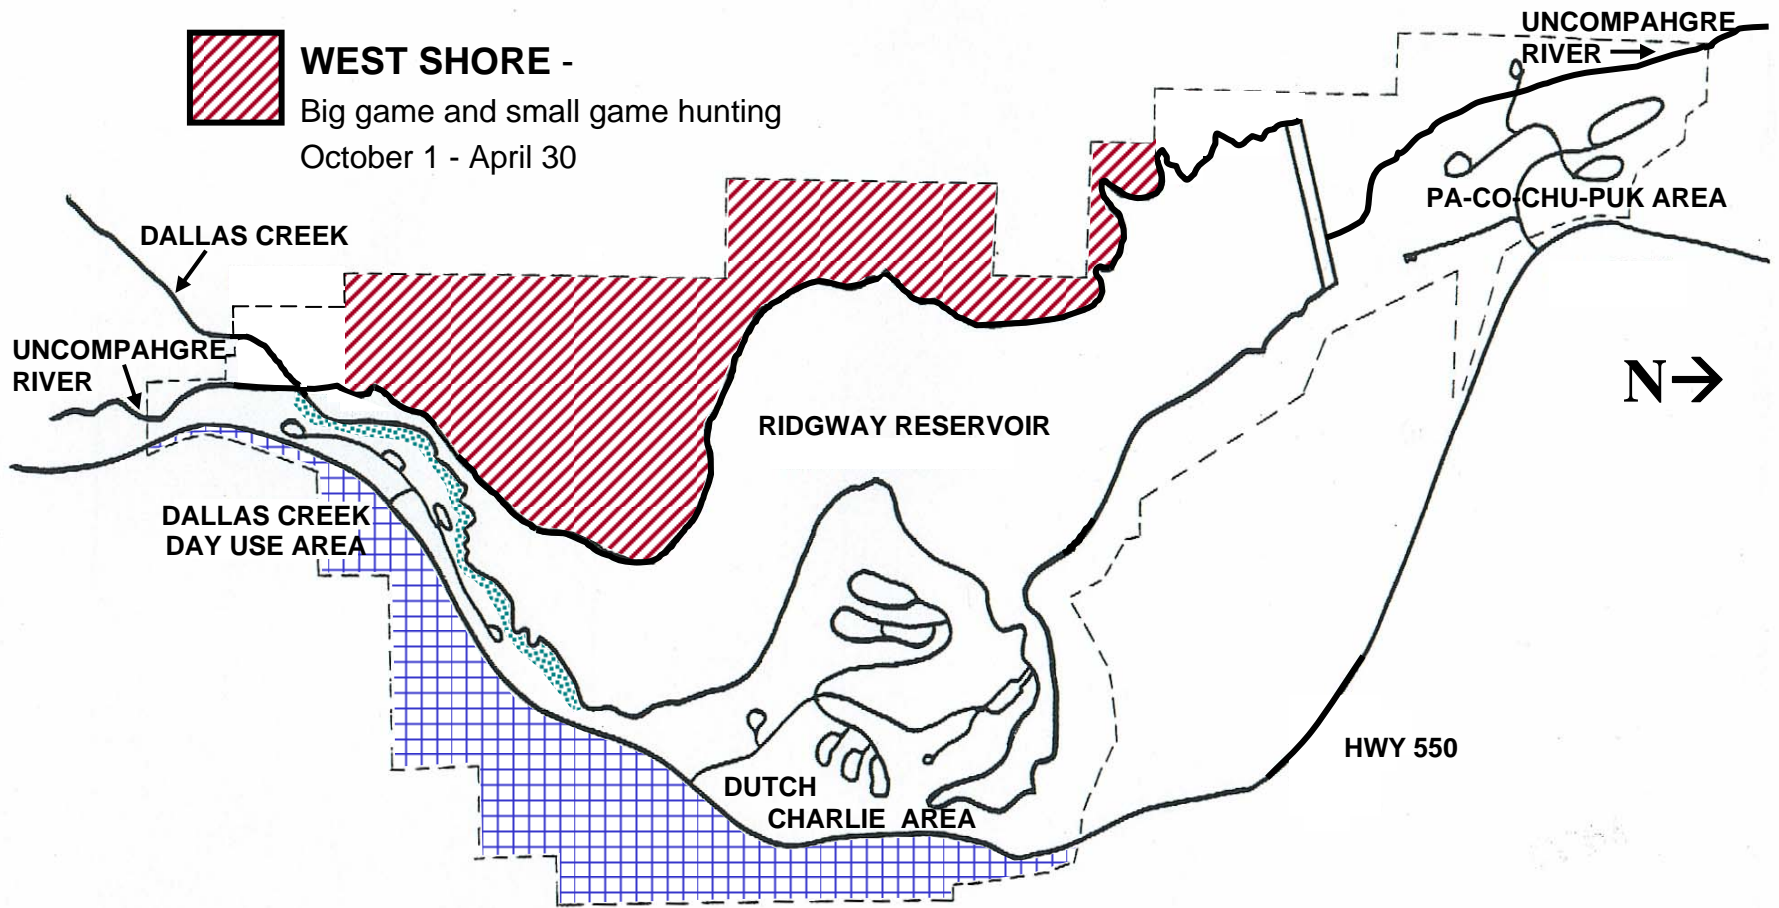 WEST SHORE -
Big game and small game hunting
October 1 - April 30
UNCOMPAHGRE
RIVER
DALLAS CREEK
PA-CO-CHU-PUK AREA
UNCOMPAHGRE
RIVER
N
RIDGWAY RESERVOIR
DALLAS CREEK
DAY USE AREA
HWY 550
DUTCH
CHARLIE AREA